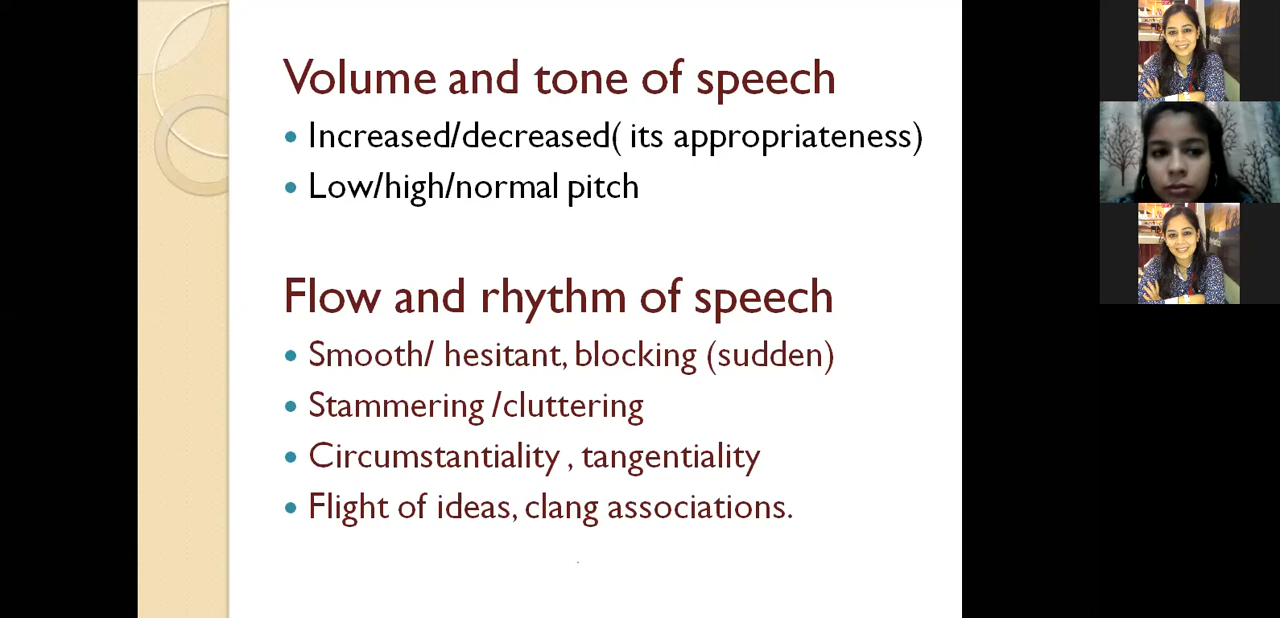 Volume and tone of speech
• Increased/decreased( its appropriateness)
• Low/high/normal pitch
Flow and rhythm of speech
• Smooth/ hesitant, blocking (sudden)
• Stammering /cluttering
• Circumstantiality , tangentiality
• Flight of ideas, clang associations.